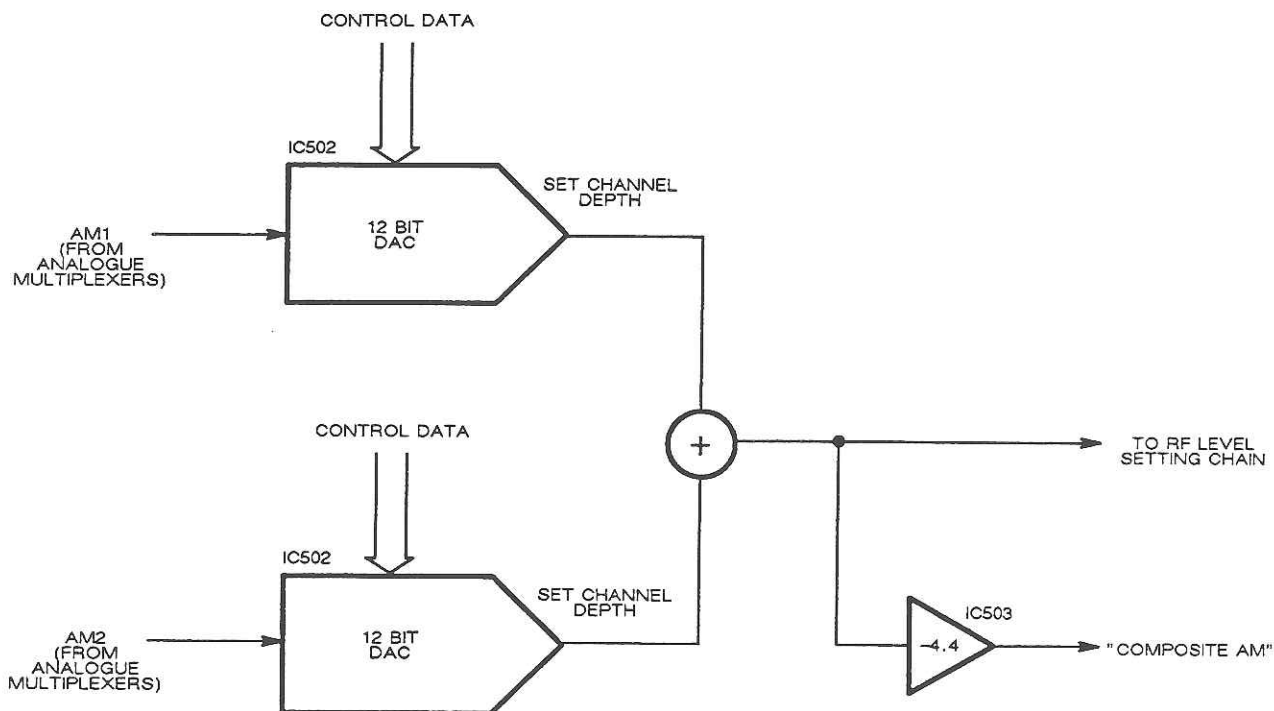 CONTROL DATA
IC502
SET CHANNEL
DEPTH
12 BIT
DAC
AM1
(FROM
ANALOGUE
MULTIPLEXERS)
CONTROL DATA
+
TO RF LEVEL
SETTING CHAIN
IC502
SET CHANNEL
DEPTH
IC503
12 BIT
DAC
AM2
(FROM
ANALOGUE
MULTIPLEXERS)
-4.4
"COMPOSITE AM"